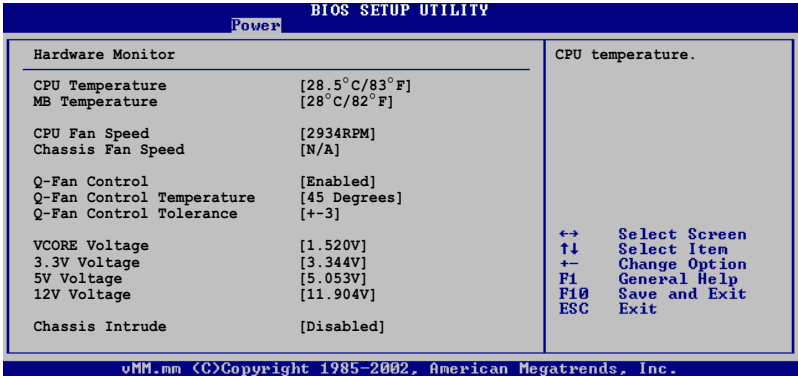 BIOS SETUP UTILITY
Power
Hardware Monitor
CPU Temperature [28.5°C/83°F]
MB Temperature [28°C/82°F]
CPU Fan Speed [2934RPM]
Chassis Fan Speed [N/A]
Q-Fan Control [Enabled]
Q-Fan Control Temperature [45 Degrees]
Q-Fan Control Tolerance [+-3]
VCORE Voltage [1.520V]
3.3V Voltage [3.344V]
5V Voltage [5.053V]
12V Voltage [11.904V]
Chassis Intrude [Disabled]
CPU temperature.
←→ Select Screen
↑↓ Select Item
+- Change Option
F1 General Help
F10 Save and Exit
ESC Exit
vMM.mm (C)Copyright 1985-2002, American Megatrends, Inc.